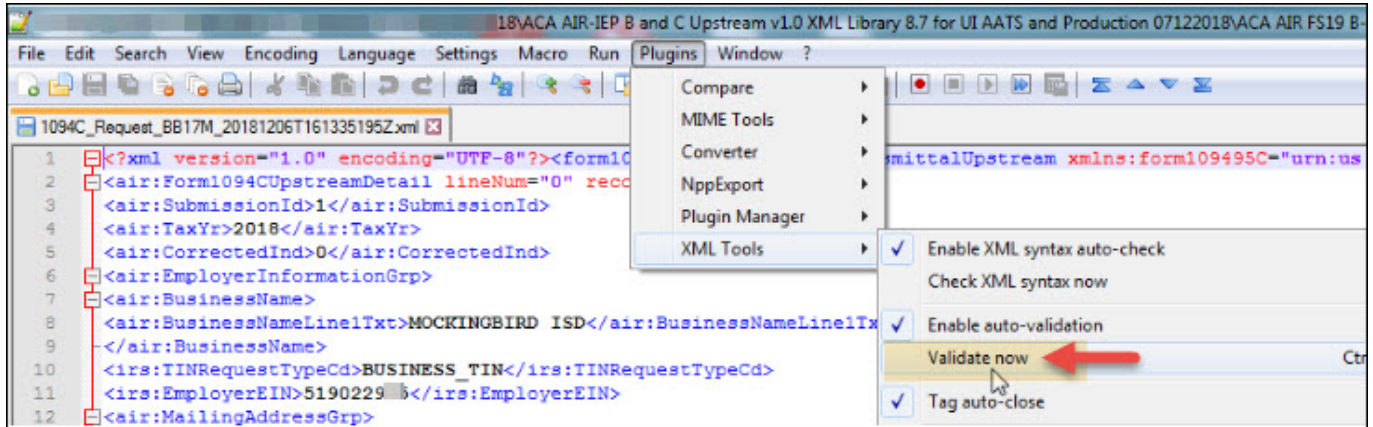 18\ACA AIR-IEP B and C Upstream v1.0 XML Library 8.7 for UI AATS and Production 07122018\ACA AIR FS19 B-
File Edit Search View Encoding Language Settings Macro Run Plugins Window ?
Compare
MIME Tools
Converter
NppExport
Plugin Manager
XML Tools
Enable XML syntax auto-check
Check XML syntax now
Enable auto-validation
Validate now Ctr
Tag auto-close
1094C_Request_BB17M_20181206T161335195Z.xml
1 <?xml version="1.0" encoding="UTF-8"?><form10 smittalUpstream xmlns:form109495C="urn:us
2 <air:Form1094CUpstreamDetail lineNum="0" reco
3 <air:SubmissionId>1</air:SubmissionId>
4 <air:TaxYr>2018</air:TaxYr>
5 <air:CorrectedInd>0</air:CorrectedInd>
6 <air:EmployerInformationGrp>
7 <air:BusinessName>
8 <air:BusinessNameLine1Txt>MOCKINGBIRD ISD</air:BusinessNameLine1Tx
9 </air:BusinessName>
10 <irs:TINRequestTypeCd>BUSINESS_TIN</irs:TINRequestTypeCd>
11 <irs:EmployerEIN>5190229 5</irs:EmployerEIN>
12 <air:MailingAddressGrp>